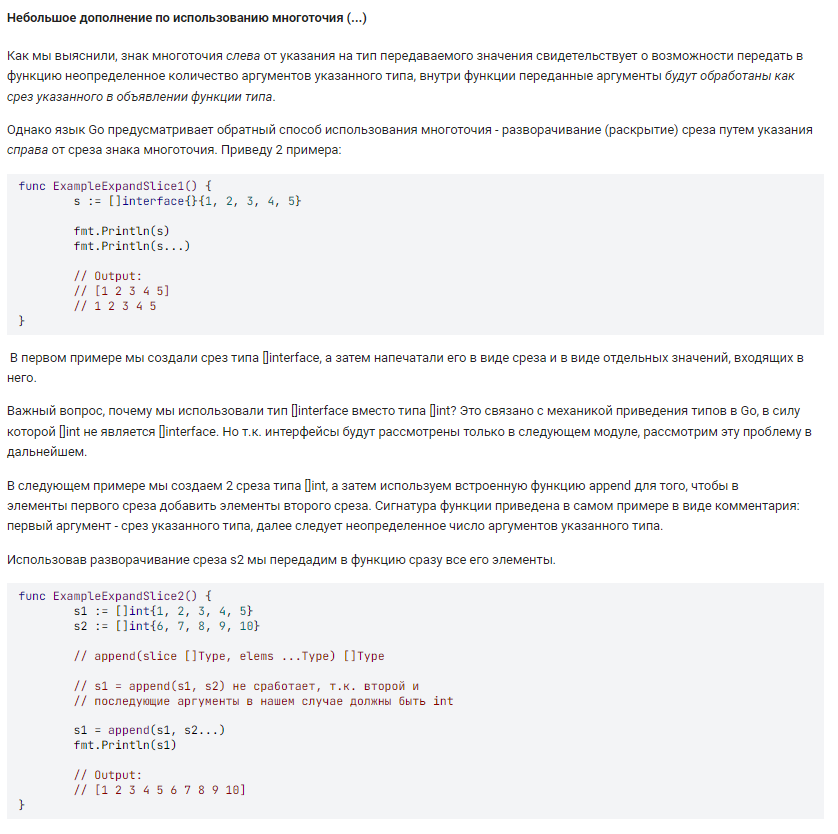 Небольшое дополнение по использованию многоточия (...)
Как мы выяснили, знак многоточия слева от указания на тип передаваемого значения свидетельствует о возможности передать в
функцию неопределенное количество аргументов указанного типа, внутри функции переданные аргументы будут обработаны как
срез указанного в объявлении функции типа.
Однако язык Go предусматривает обратный способ использования многоточия - разворачивание (раскрытие) среза путем указания
справа от среза знака многоточия. Приведу 2 примера:
func ExampleExpandSlice1() {
        s := []interface{}{1, 2, 3, 4, 5}
        fmt.Println(s)
        fmt.Println(s...)
        // Output:
        // [1 2 3 4 5]
        // 1 2 3 4 5
}
В первом примере мы создали срез типа []interface, а затем напечатали его в виде среза и в виде отдельных значений, входящих в
него.
Важный вопрос, почему мы использовали тип []interface вместо типа []int? Это связано с механикой приведения типов в Go, в силу
которой []int не является []interface. Но т.к. интерфейсы будут рассмотрены только в следующем модуле, рассмотрим эту проблему в
дальнейшем.
В следующем примере мы создаем 2 среза типа []int, а затем используем встроенную функцию append для того, чтобы в
элементы первого среза добавить элементы второго среза. Сигнатура функции приведена в самом примере в виде комментария:
первый аргумент - срез указанного типа, далее следует неопределенное число аргументов указанного типа.
Использовав разворачивание среза s2 мы передадим в функцию сразу все его элементы.
func ExampleExpandSlice2() {
        s1 := []int{1, 2, 3, 4, 5}
        s2 := []int{6, 7, 8, 9, 10}
        // append(slice []Type, elems ...Type) []Type
        // s1 = append(s1, s2) не сработает, т.к. второй и
        // последующие аргументы в нашем случае должны быть int
        s1 = append(s1, s2...)
        fmt.Println(s1)
        // Output:
        // [1 2 3 4 5 6 7 8 9 10]
}